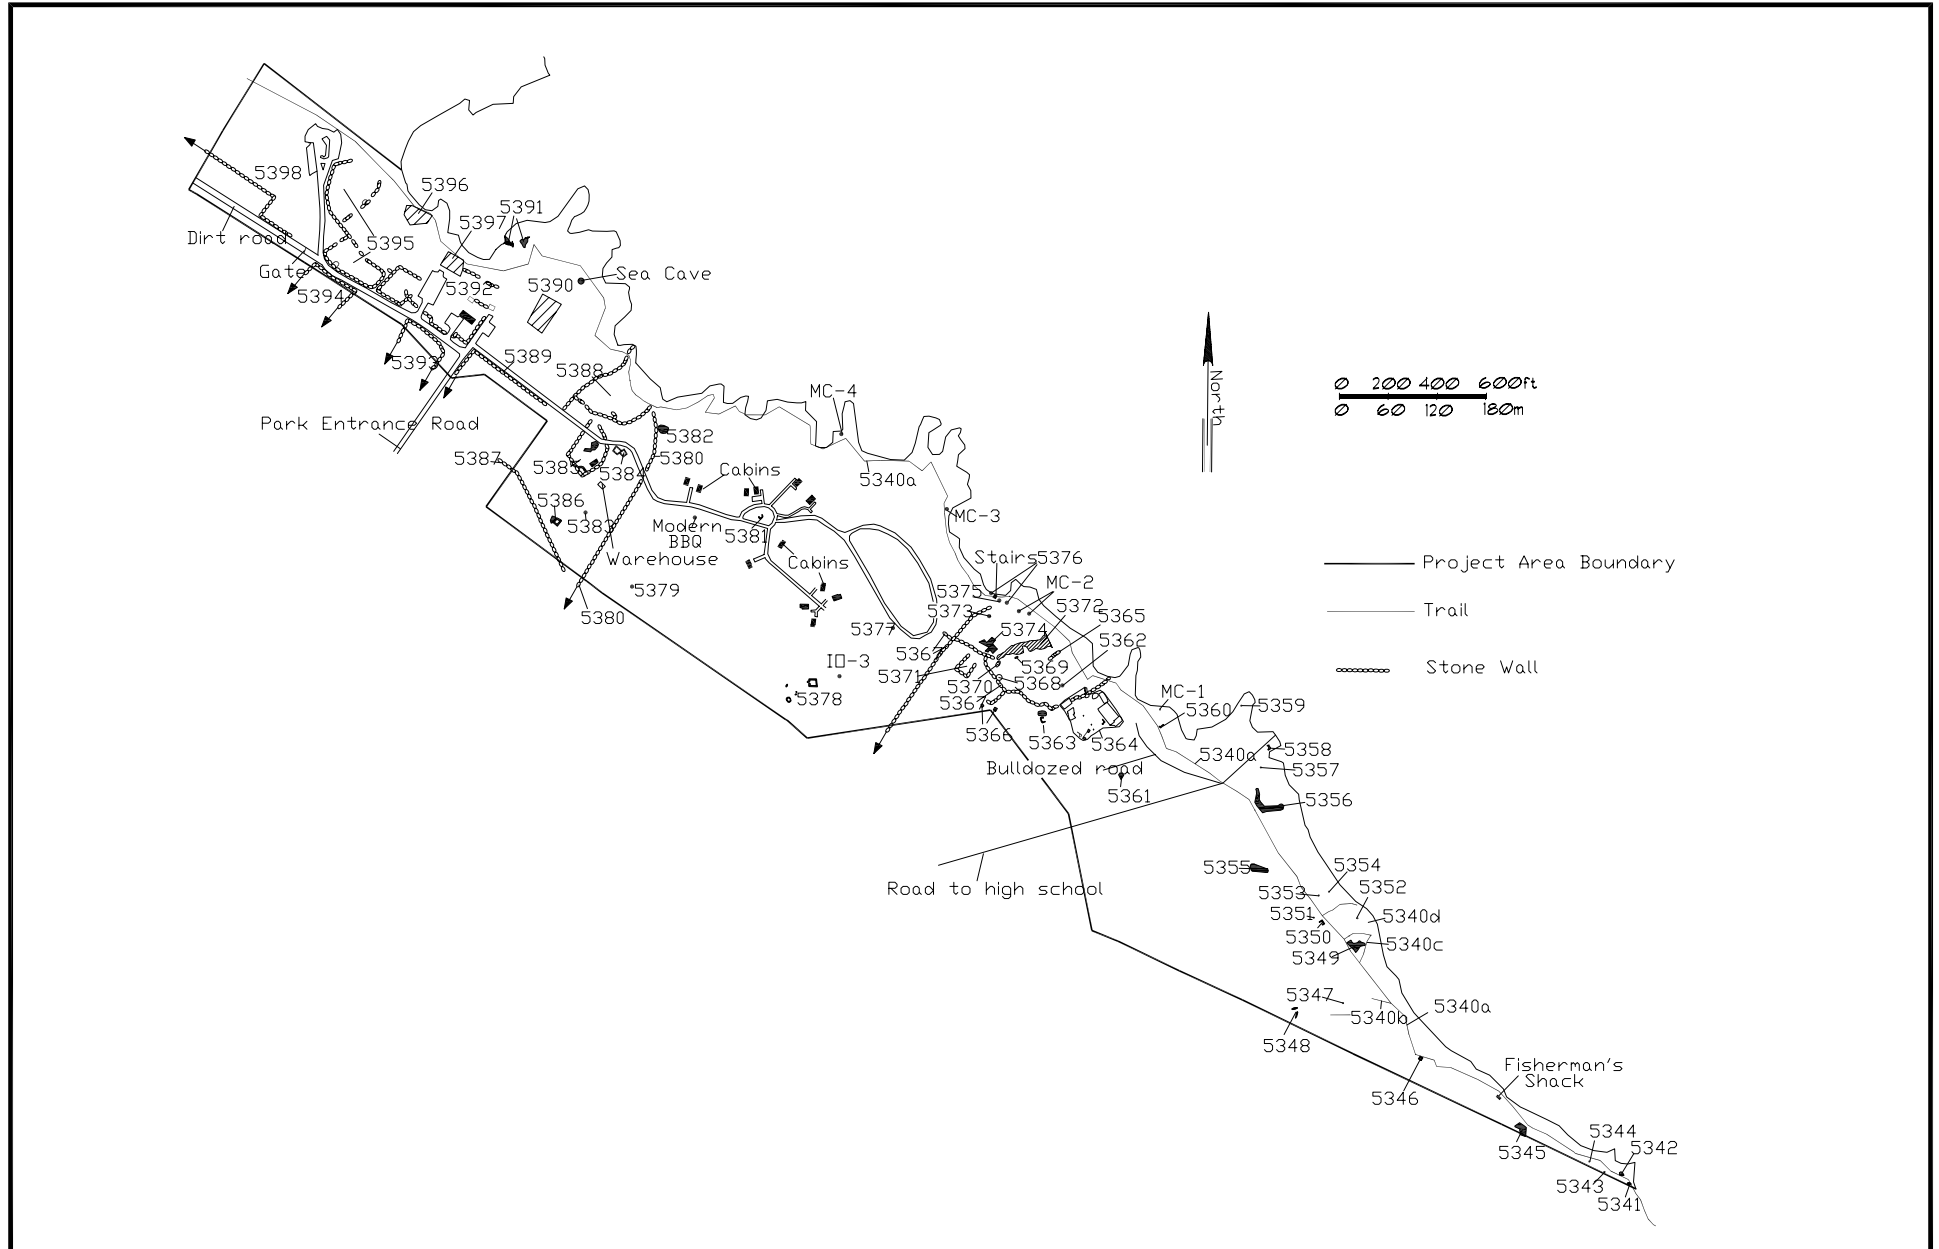 5398
5396
5391
5397
Dirt road
5395
Gate
Sea Cave
5392
5390
5394
5393
5389
5388
MC-4
North
0 200 400 600ft
0 60 120 180m
Park Entrance Road
5382
5387
5380
5385
5384
Cabins
5340a
5386
5383
Modern
BBQ
5381
MC-3
Warehouse
Cabins
Stairs
5376
Project Area Boundary
5379
5375
MC-2
5380
5373
5372
Trail
5377
5374
5365
5362
5367
IO-3
5369
Stone Wall
5371
5370
5368
5378
5367
MC-1
5360
5359
5366
5363
5364
5358
5340a
Bulldozed road
5357
5361
5356
5355
5354
Road to high school
5353
5352
5351
5340d
5350
5340c
5349
5347
5340b
5340a
5348
Fisherman's
Shack
5346
5344
5345
5342
5343
5341